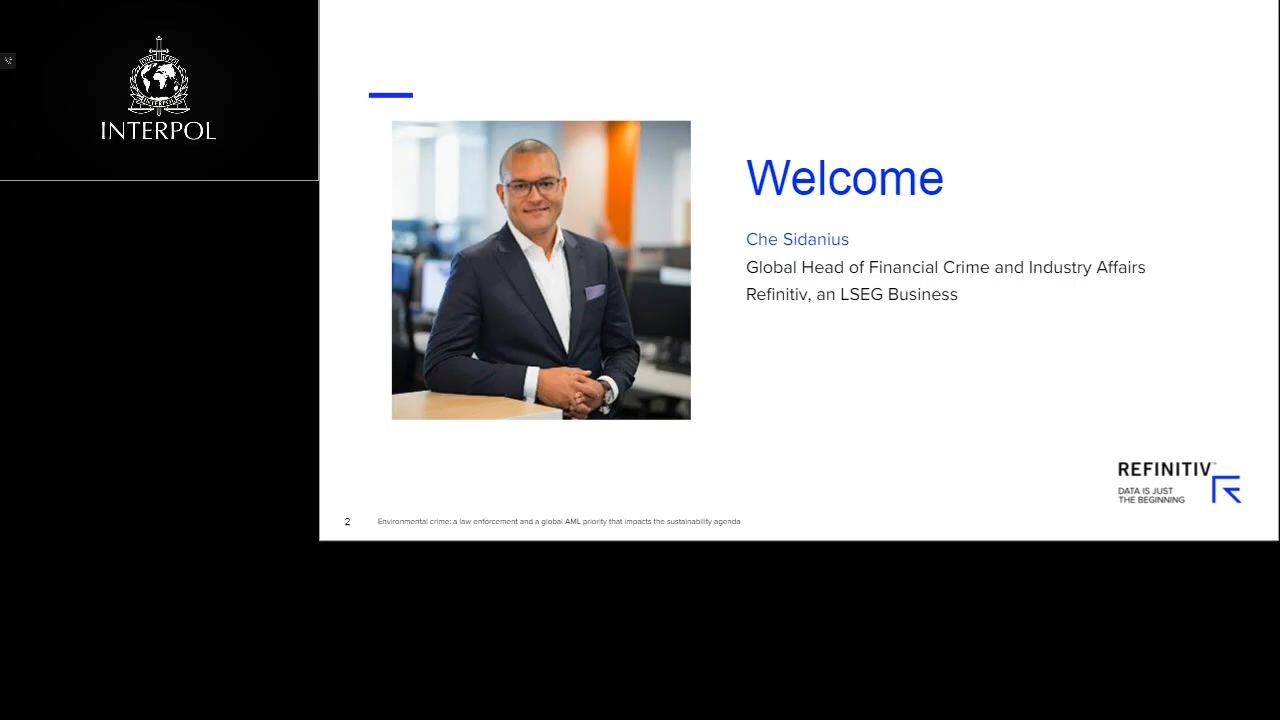 INTERPOL
Welcome
Che Sidanius
Global Head of Financial Crime and Industry Affairs
Refinitiv, an LSEG Business
REFINITIV™
DATA IS JUST
THE BEGINNING
2 Environmental crime: a law enforcement and a global AML priority that impacts the sustainability agenda